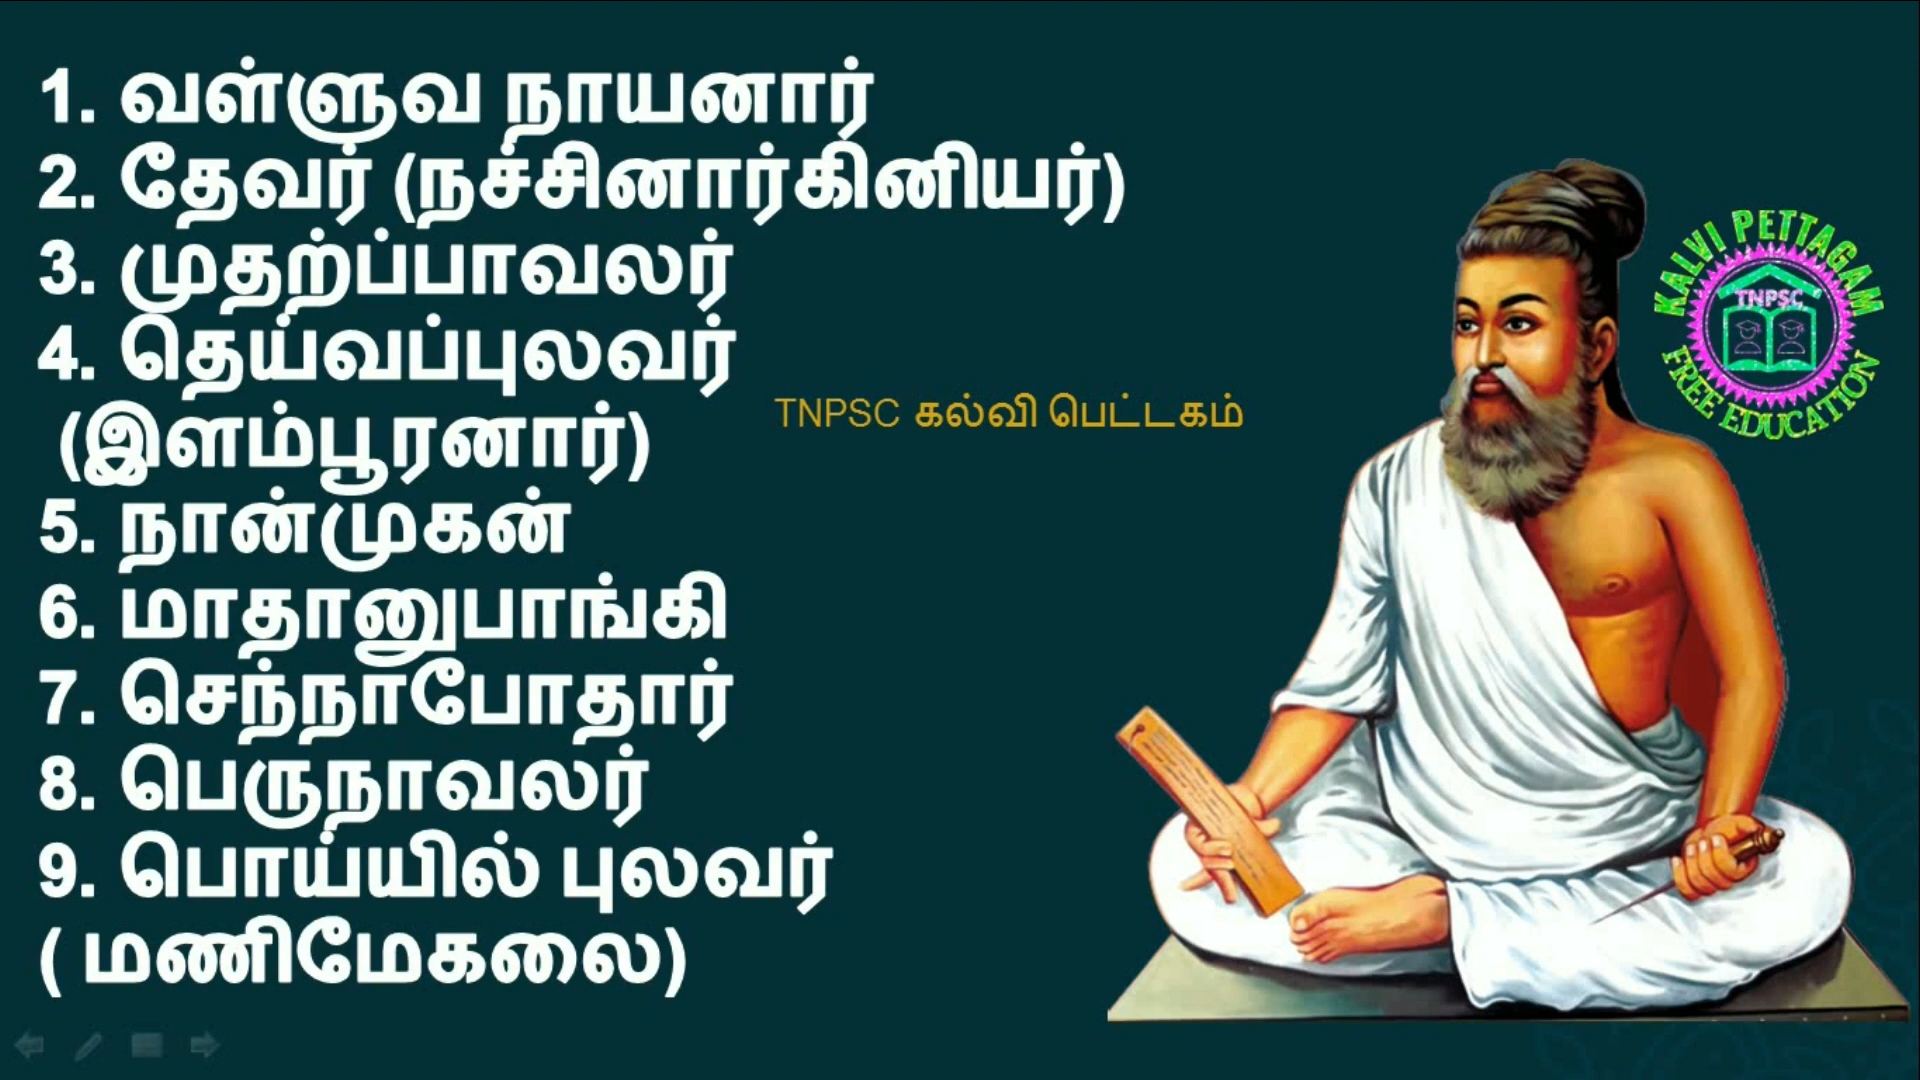 1. வள்ளுவ நாயனார்
2. தேவர் (நச்சினார்கினியர்)
3. முதற்ப்பாவலர்
4. தெய்வப்புலவர்
(இளம்பூரனார்)
5. நான்முகன்
6. மாதானுபாங்கி
7. செந்நாபோதார்
8. பெருநாவலர்
9. பொய்யில் புலவர்
( மணிமேகலை)
TNPSC கல்வி பெட்டகம்
KALVI PETTAGAM
TNPSC
FREE EDUCATION